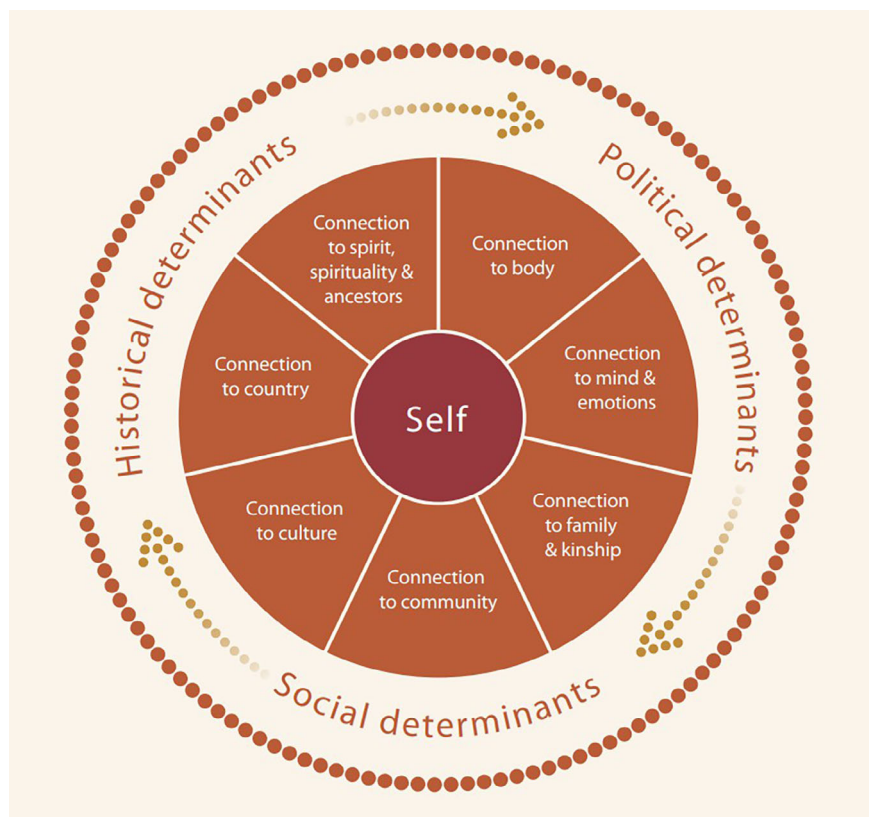 Historical determinants
Political determinants
Connection
to spirit,
spirituality &
ancestors
Connection
to body
Connection
to mind &
emotions
Connection
to family
& kinship
Connection
to community
Connection
to culture
Connection
to country
Self
Social determinants